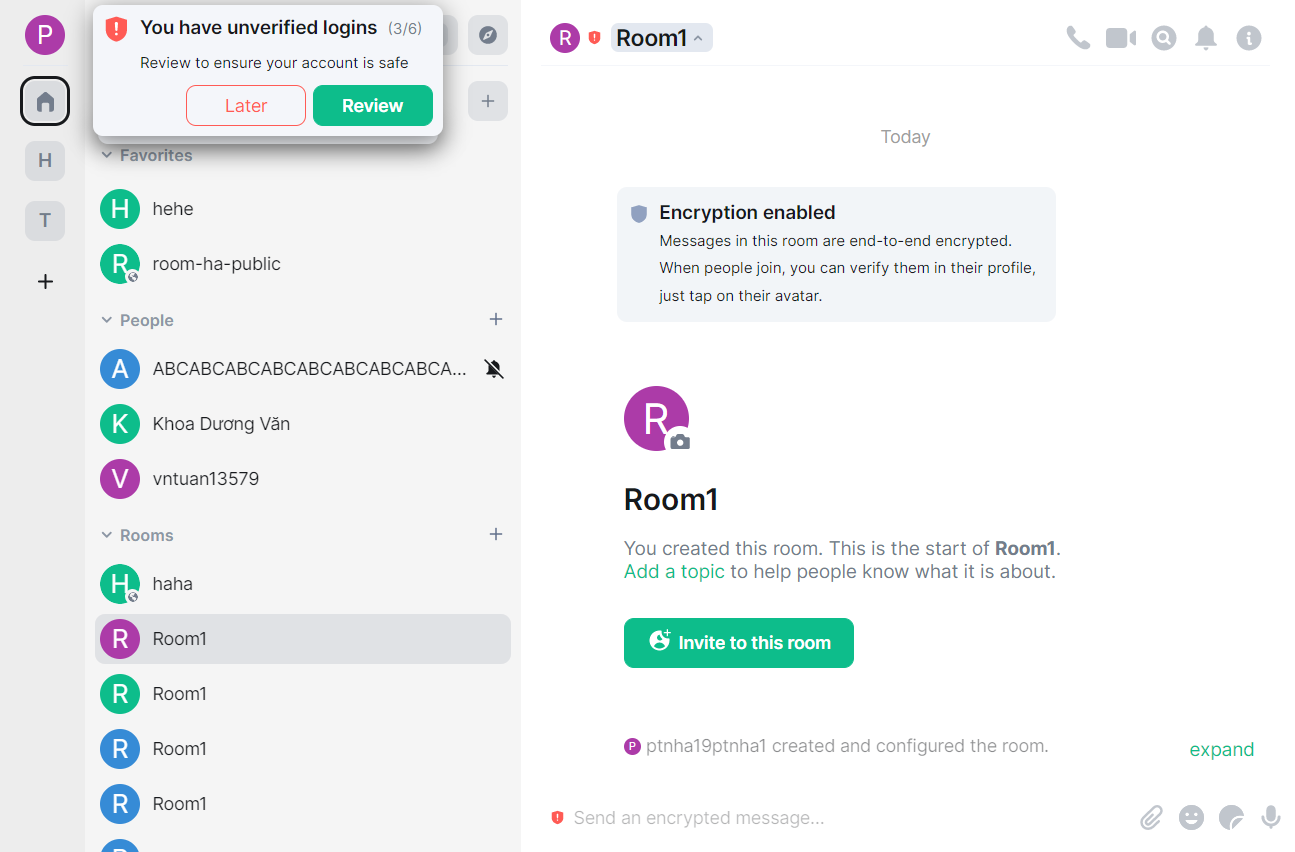 P
H
T
You have unverified logins (3/6)
Review to ensure your account is safe
Later
Review
Favorites
H hehe
R room-ha-public
People
A ABCABCABCABCABCABCABCABCA...
K Khoa Dương Văn
V vntuan13579
Rooms
H haha
R Room1
R Room1
R Room1
R Room1
R Room1
Today
Encryption enabled
Messages in this room are end-to-end encrypted.
When people join, you can verify them in their profile,
just tap on their avatar.
R
Room1
You created this room. This is the start of Room1.
Add a topic to help people know what it is about.
Invite to this room
P ptnha19ptnha1 created and configured the room.
expand
Send an encrypted message...